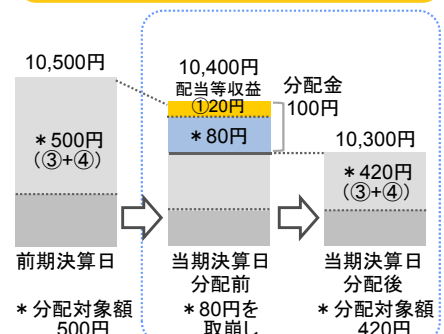 10,500円
10,400円
配当等収益
①20円
分配金
100円
＊500円
（③+④）
＊80円
10,300円
＊420円
（③+④）
前期決算日
当期決算日
分配前
当期決算日
分配後
＊分配対象額
500円
＊80円を
取崩し
＊分配対象額
420円